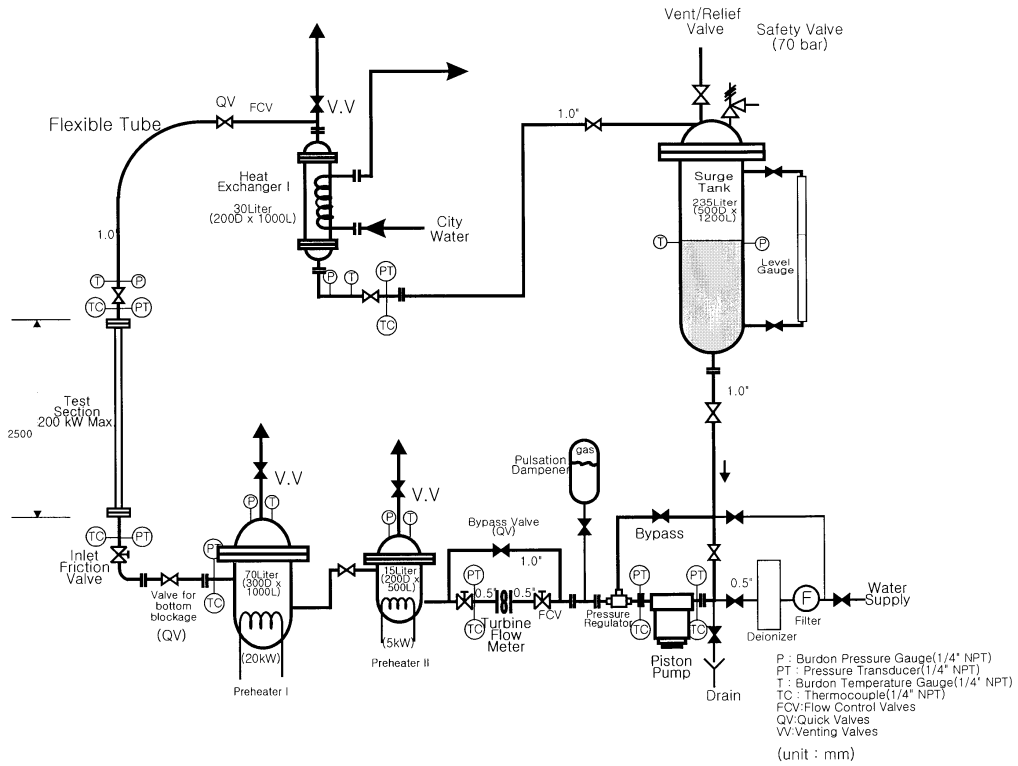 Vent/Relief
Valve
Safety Valve
(70 bar)
V.V
QV
FCV
1.0"
Flexible Tube
Heat
Exchanger I
30Liter
(200D x 1000L)
City
Water
Surge
Tank
235Liter
(500D x
1200L)
T
P
Level
Gauge
1.0"
T
P
TC
PT
P
T
PT
TC
1.0"
Test
Section
200 kW Max.
2500
TC
PT
Inlet
Friction
Valve
Valve for
bottom
blockage
(QV)
V.V
P
T
PT
TC
70Liter
(300D x
1000L)
(20kW)
Preheater I
V.V
P
T
15Liter
(200D x
500L)
(5kW)
Preheater II
Bypass Valve
(QV)
1.0"
PT
TC
0.5"
0.5"
FCV
Turbine
Flow
Meter
gas
Pulsation
Dampener
Pressure
Regulator
Bypass
PT
TC
PT
TC
Piston
Pump
Drain
0.5"
Deionizer
F
Filter
Water
Supply
P : Burdon Pressure Gauge(1/4" NPT)
PT : Pressure Transducer(1/4" NPT)
T : Burdon Temperature Gauge(1/4" NPT)
TC : Thermocouple(1/4" NPT)
FCV:Flow Control Valves
QV:Quick Valves
VV:Venting Valves
(unit : mm)